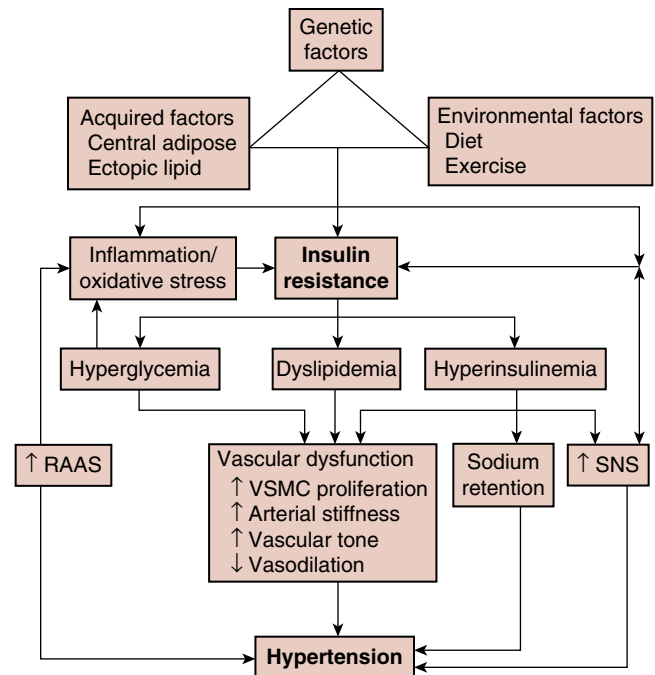 Genetic
factors
Acquired factors
Central adipose
Ectopic lipid
Environmental factors
Diet
Exercise
Inflammation/
oxidative stress
Insulin
resistance
Hyperglycemia
Dyslipidemia
Hyperinsulinemia
↑ RAAS
Vascular dysfunction
↑ VSMC proliferation
↑ Arterial stiffness
↑ Vascular tone
↓ Vasodilation
Sodium
retention
↑ SNS
Hypertension